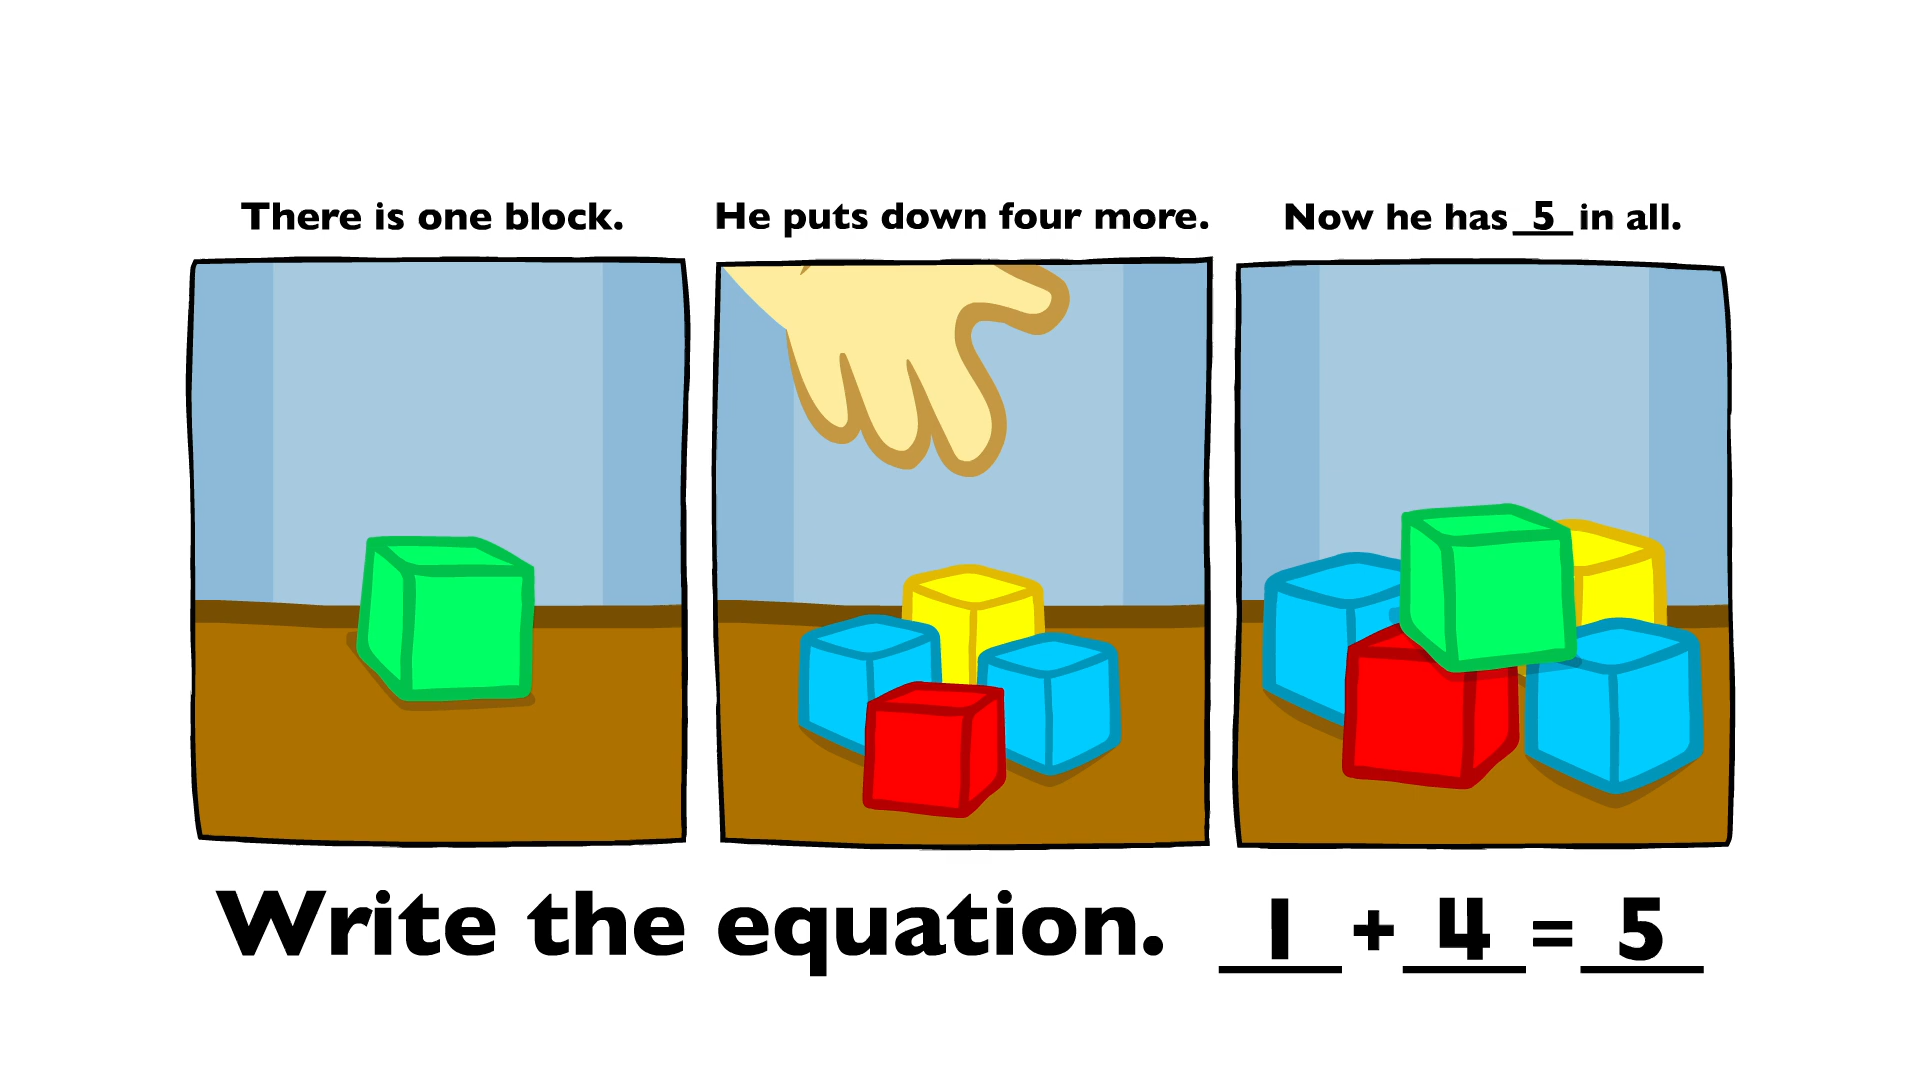 There is one block.
He puts down four more.
Now he has 5 in all.
Write the equation. 1 + 4 = 5